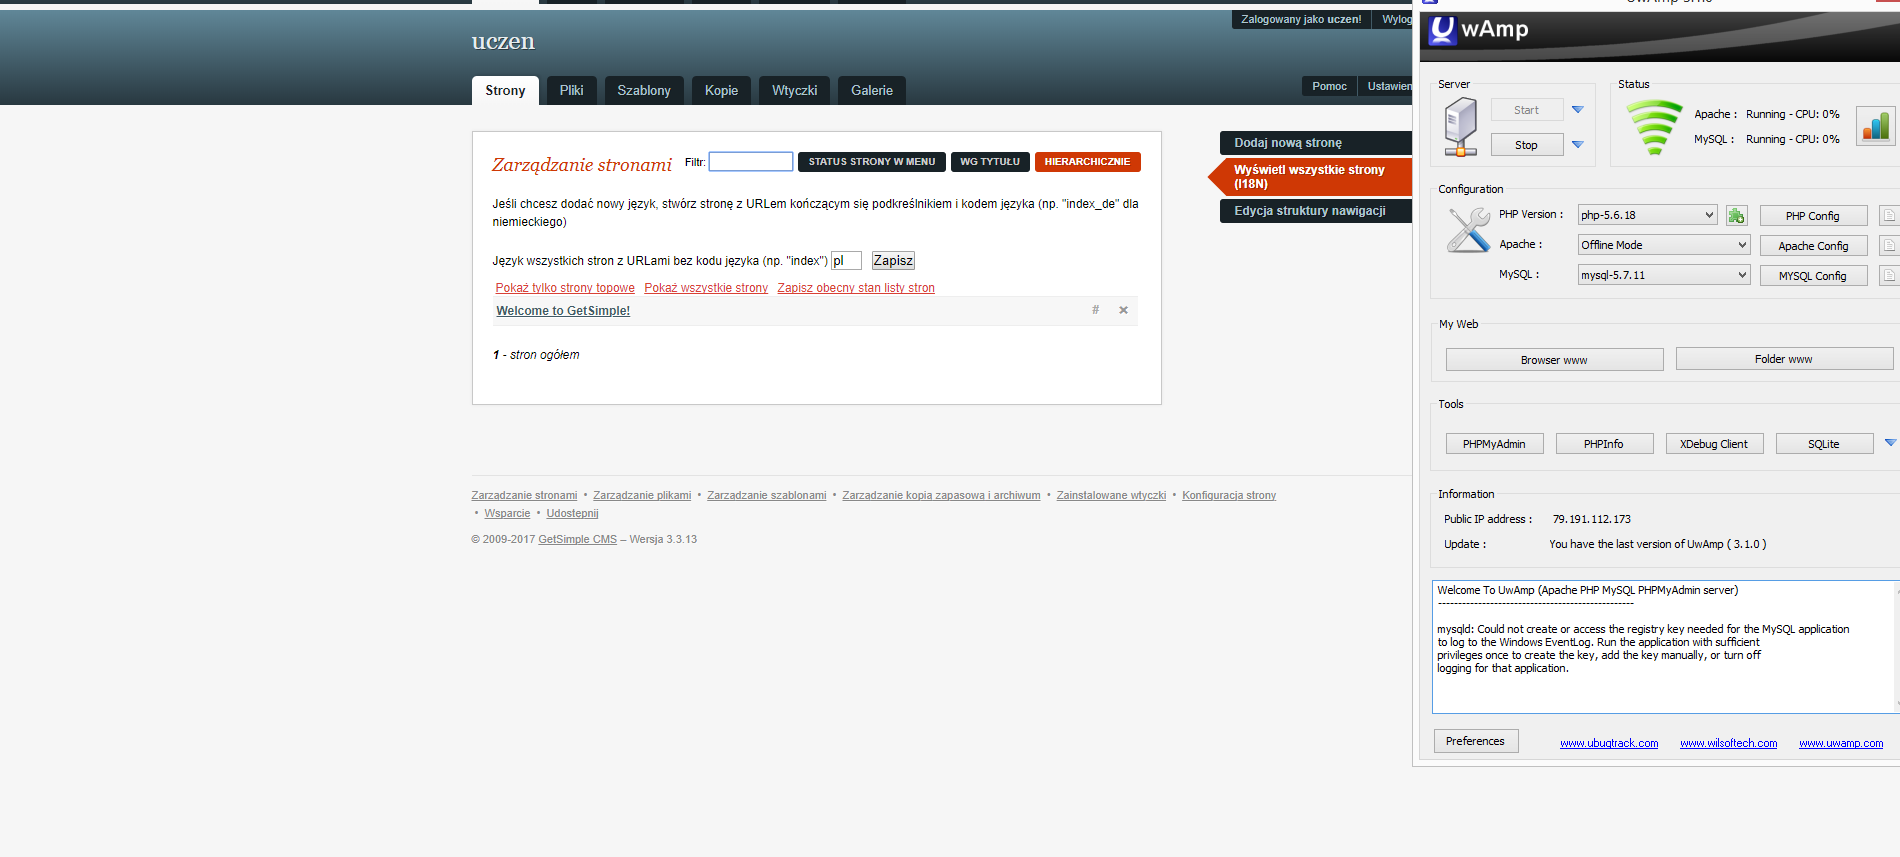 Zalogowany jako uczen!
Wylog
uczen
Strony
Pliki
Szablony
Kopie
Wtyczki
Galerie
Pomoc
Ustawien
Zarządzanie stronami
Filtr:
STATUS STRONY W MENU
WG TYTUŁU
HIERARCHICZNIE
Jeśli chcesz dodać nowy język, stwórz stronę z URLem kończącym się podkreślnikiem i kodem języka (np. "index_de" dla
niemieckiego)
Język wszystkich stron z URLami bez kodu języka (np. "index") pl Zapisz
Pokaż tylko strony topowe Pokaż wszystkie strony Zapisz obecny stan listy stron
Welcome to GetSimple! # ×
1 - stron ogółem
Dodaj nową stronę
Wyświetl wszystkie strony
(I18N)
Edycja struktury nawigacji
Zarzadzanie stronami • Zarzadzanie plikami • Zarzadzanie szablonami • Zarzadzanie kopia zapasowa i archiwum • Zainstalowane wtyczki • Konfiguracja strony
• Wsparcie • Udostepnij
© 2009-2017 GetSimple CMS – Wersja 3.3.13
UwAmp
Server
Start
Stop
Status
Apache : Running - CPU: 0%
MySQL : Running - CPU: 0%
Configuration
PHP Version : php-5.6.18 PHP Config
Apache : Offline Mode Apache Config
MySQL : mysql-5.7.11 MYSQL Config
My Web
Browser www
Folder www
Tools
PHPMyAdmin
PHPInfo
XDebug Client
SQLite
Information
Public IP address : 79.191.112.173
Update : You have the last version of UwAmp ( 3.1.0 )
Welcome To UwAmp (Apache PHP MySQL PHPMyAdmin server)
-------------------------------------------------
mysqld: Could not create or access the registry key needed for the MySQL application
to log to the Windows EventLog. Run the application with sufficient
privileges once to create the key, add the key manually, or turn off
logging for that application.
Preferences
www.ubugtrack.com
www.wilsoftech.com
www.uwamp.com